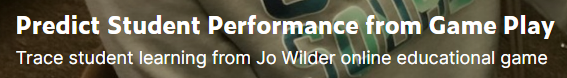 Predict Student Performance from Game Play
Trace student learning from Jo Wilder online educational game